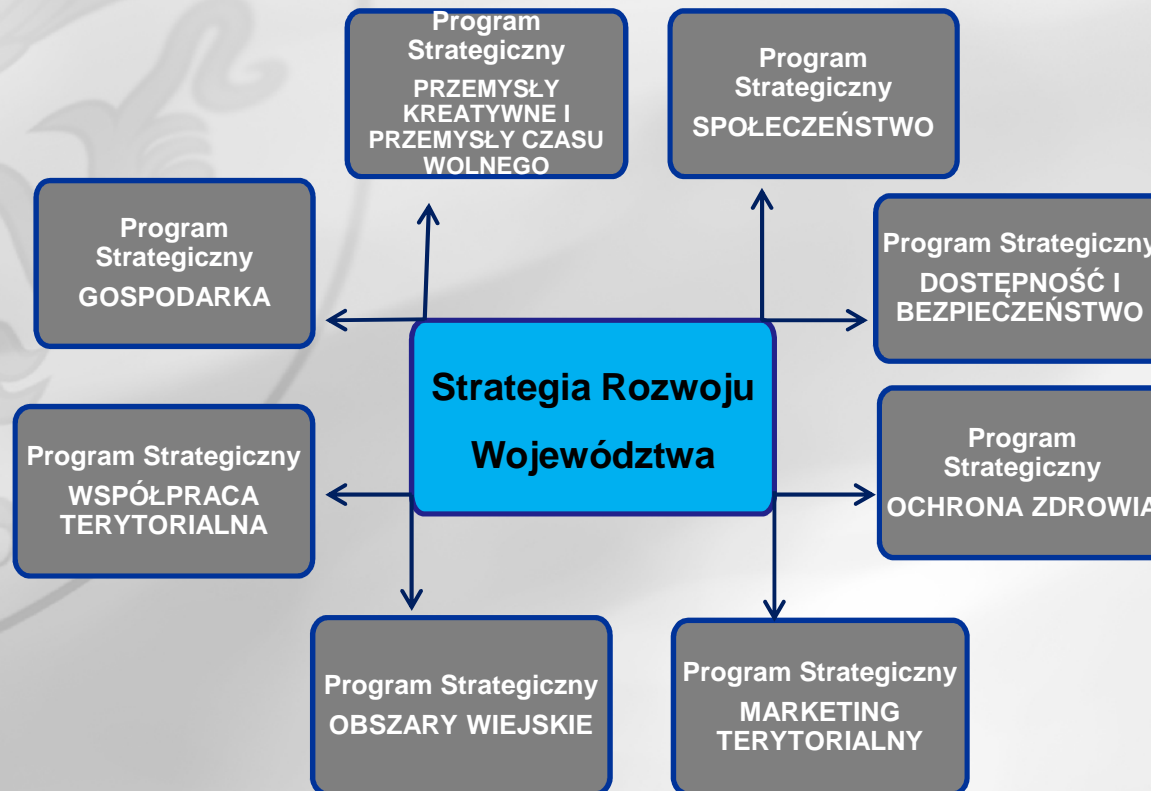 Program
Strategiczny
PRZEMYSŁY
KREATYWNE I
PRZEMYSŁY CZASU
WOLNEGO
Program
Strategiczny
SPOŁECZEŃSTWO
Program
Strategiczny
GOSPODARKA
Program Strategiczny
DOSTĘPNOŚĆ I
BEZPIECZEŃSTWO
Strategia Rozwoju
Województwa
Program Strategiczny
WSPÓŁPRACA
TERYTORIALNA
Program
Strategiczny
OCHRONA ZDROWIA
Program Strategiczny
OBSZARY WIEJSKIE
Program Strategiczny
MARKETING
TERYTORIALNY